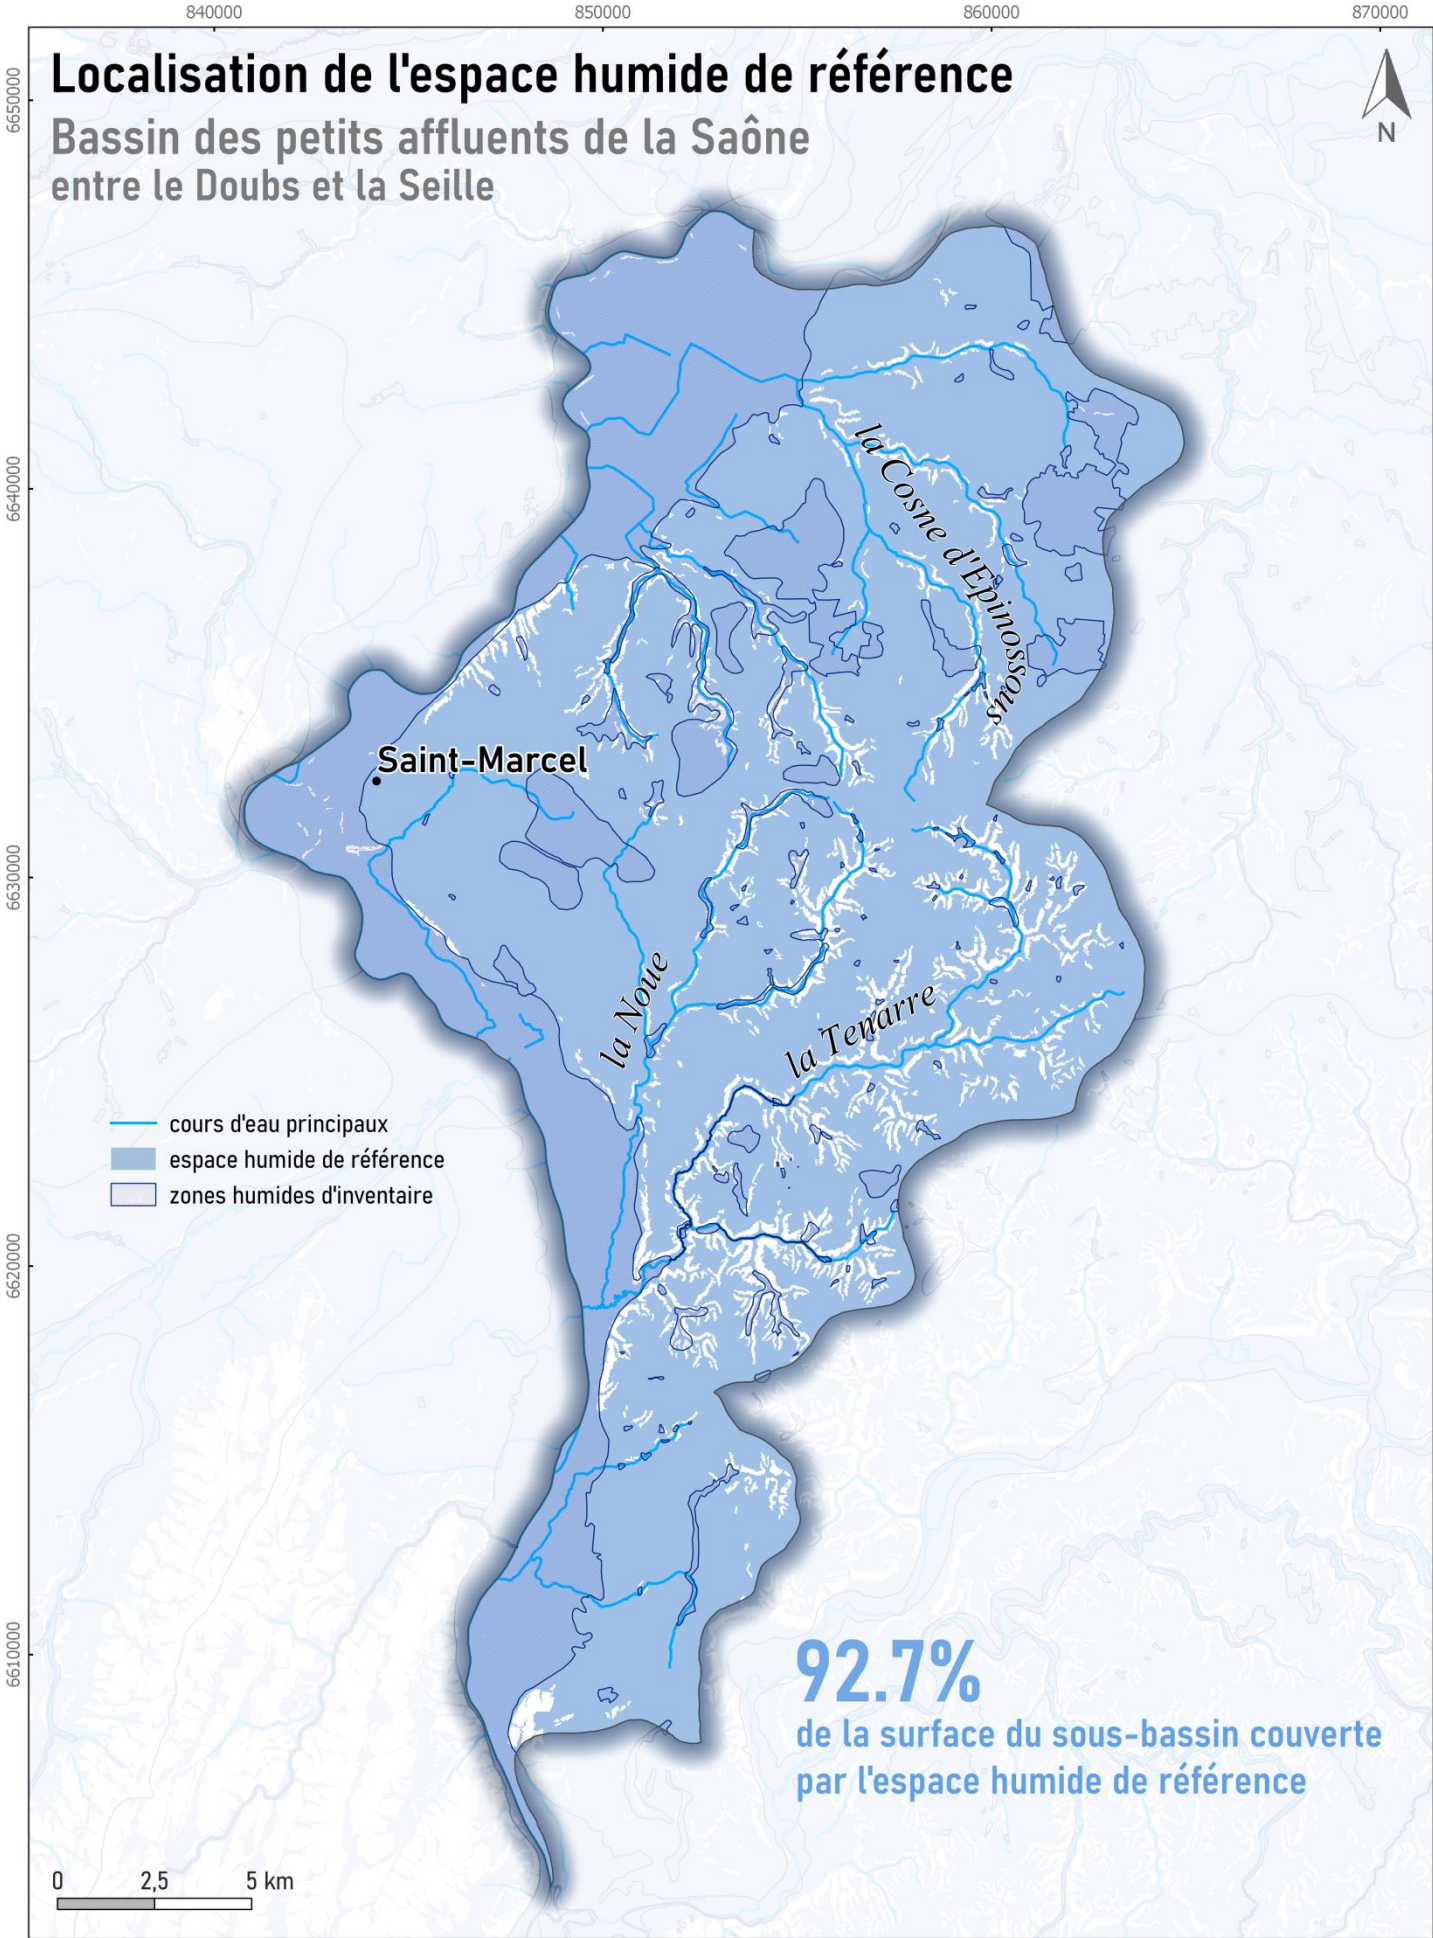 840000
850000
860000
870000
Localisation de l'espace humide de référence
Bassin des petits affluents de la Saône
entre le Doubs et la Seille
N
6650000
6640000
6630000
6620000
6610000
la Cosne d'Epinossous
Saint-Marcel
la Noue
la Tenarre
cours d'eau principaux
espace humide de référence
zones humides d'inventaire
92.7%
de la surface du sous-bassin couverte
par l'espace humide de référence
0 2,5 5 km